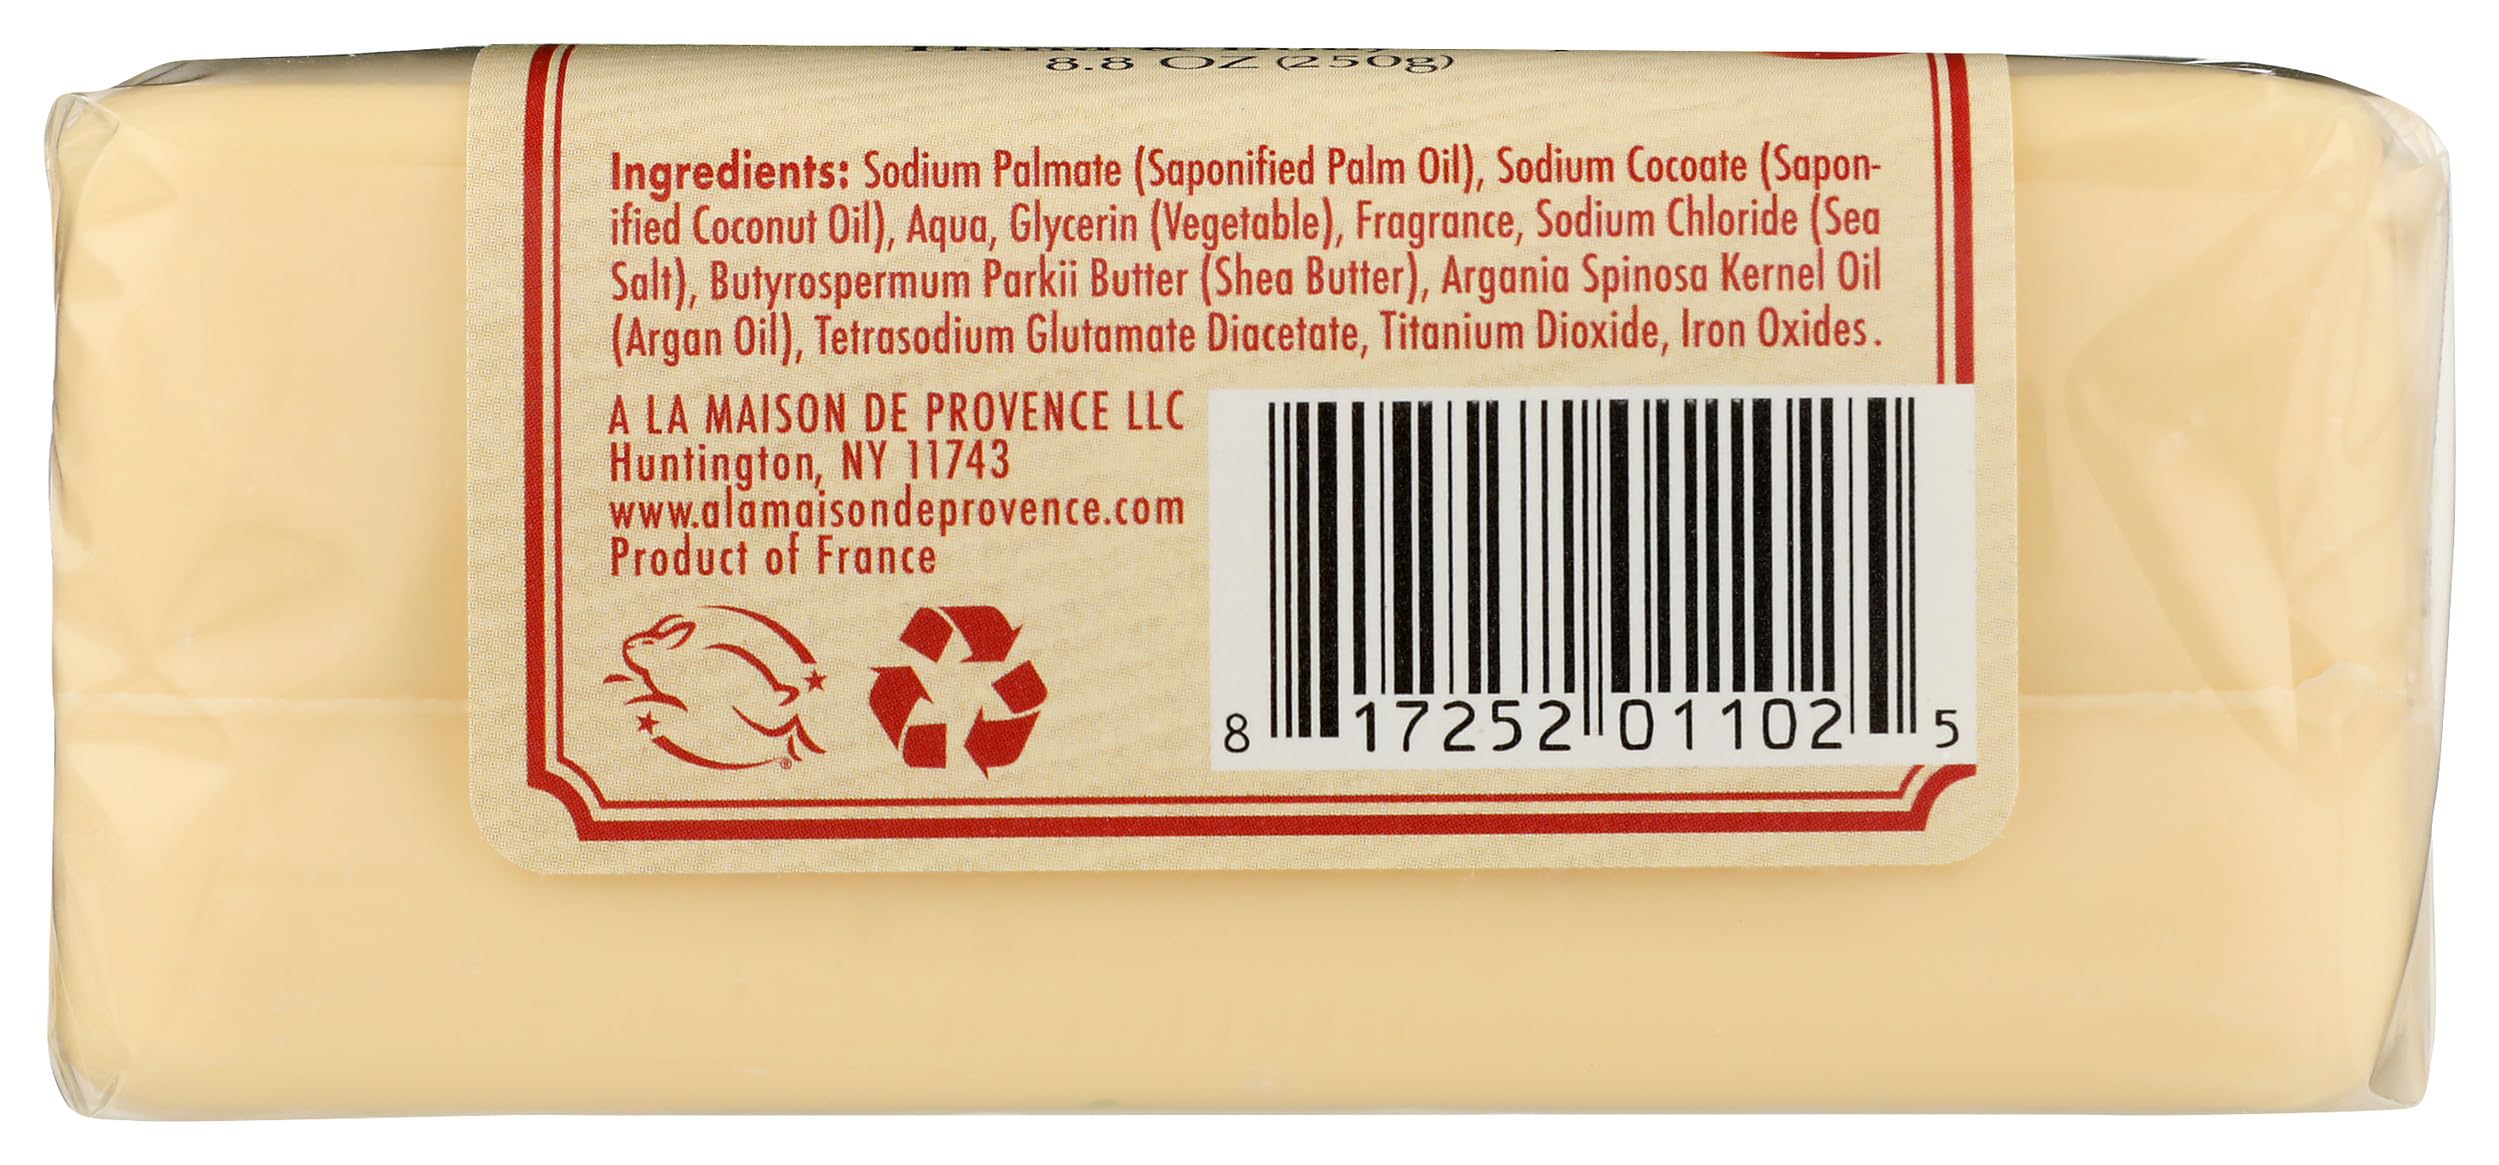 8.8 OZ (250g)
Ingredients: Sodium Palmate (Saponified Palm Oil), Sodium Cocoate (Sapon-
ified Coconut Oil), Aqua, Glycerin (Vegetable), Fragrance, Sodium Chloride (Sea
Salt), Butyrospermum Parkii Butter (Shea Butter), Argania Spinosa Kernel Oil
(Argan Oil), Tetrasodium Glutamate Diacetate, Titanium Dioxide, Iron Oxides.
A LA MAISON DE PROVENCE LLC
Huntington, NY 11743
www.alamaisondeprovence.com
Product of France
®
8 17252 01102 5